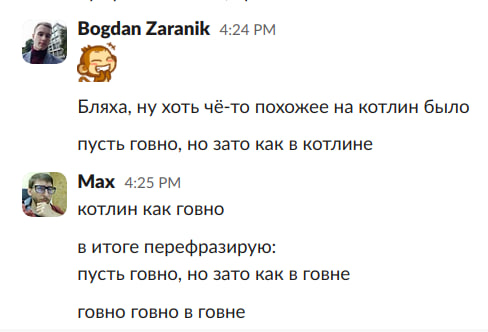 Bogdan Zaranik 4:24 PM
Бляха, ну хоть чё-то похожее на котлин было
пусть говно, но зато как в котлине
Max 4:25 PM
котлин как говно
в итоге перефразирую:
пусть говно, но зато как в говне
говно говно в говне